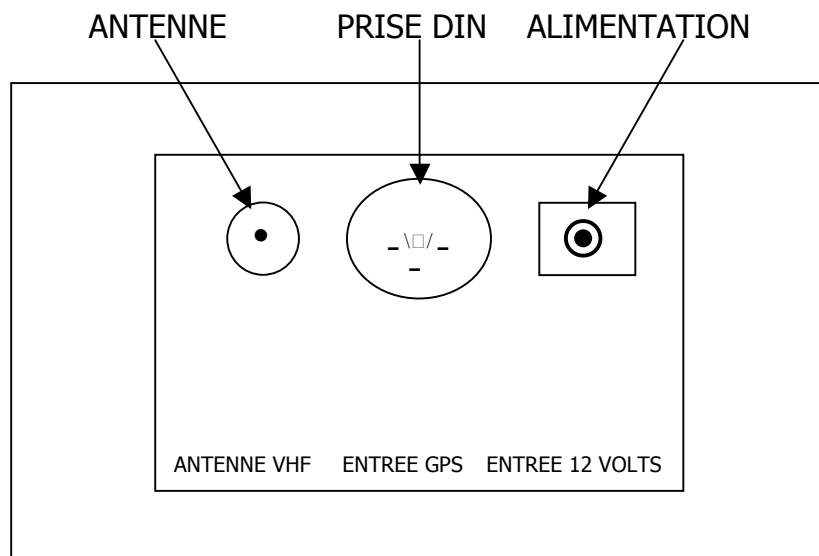 ANTENNE PRISE DIN ALIMENTATION
ANTENNE VHF ENTREE GPS ENTREE 12 VOLTS